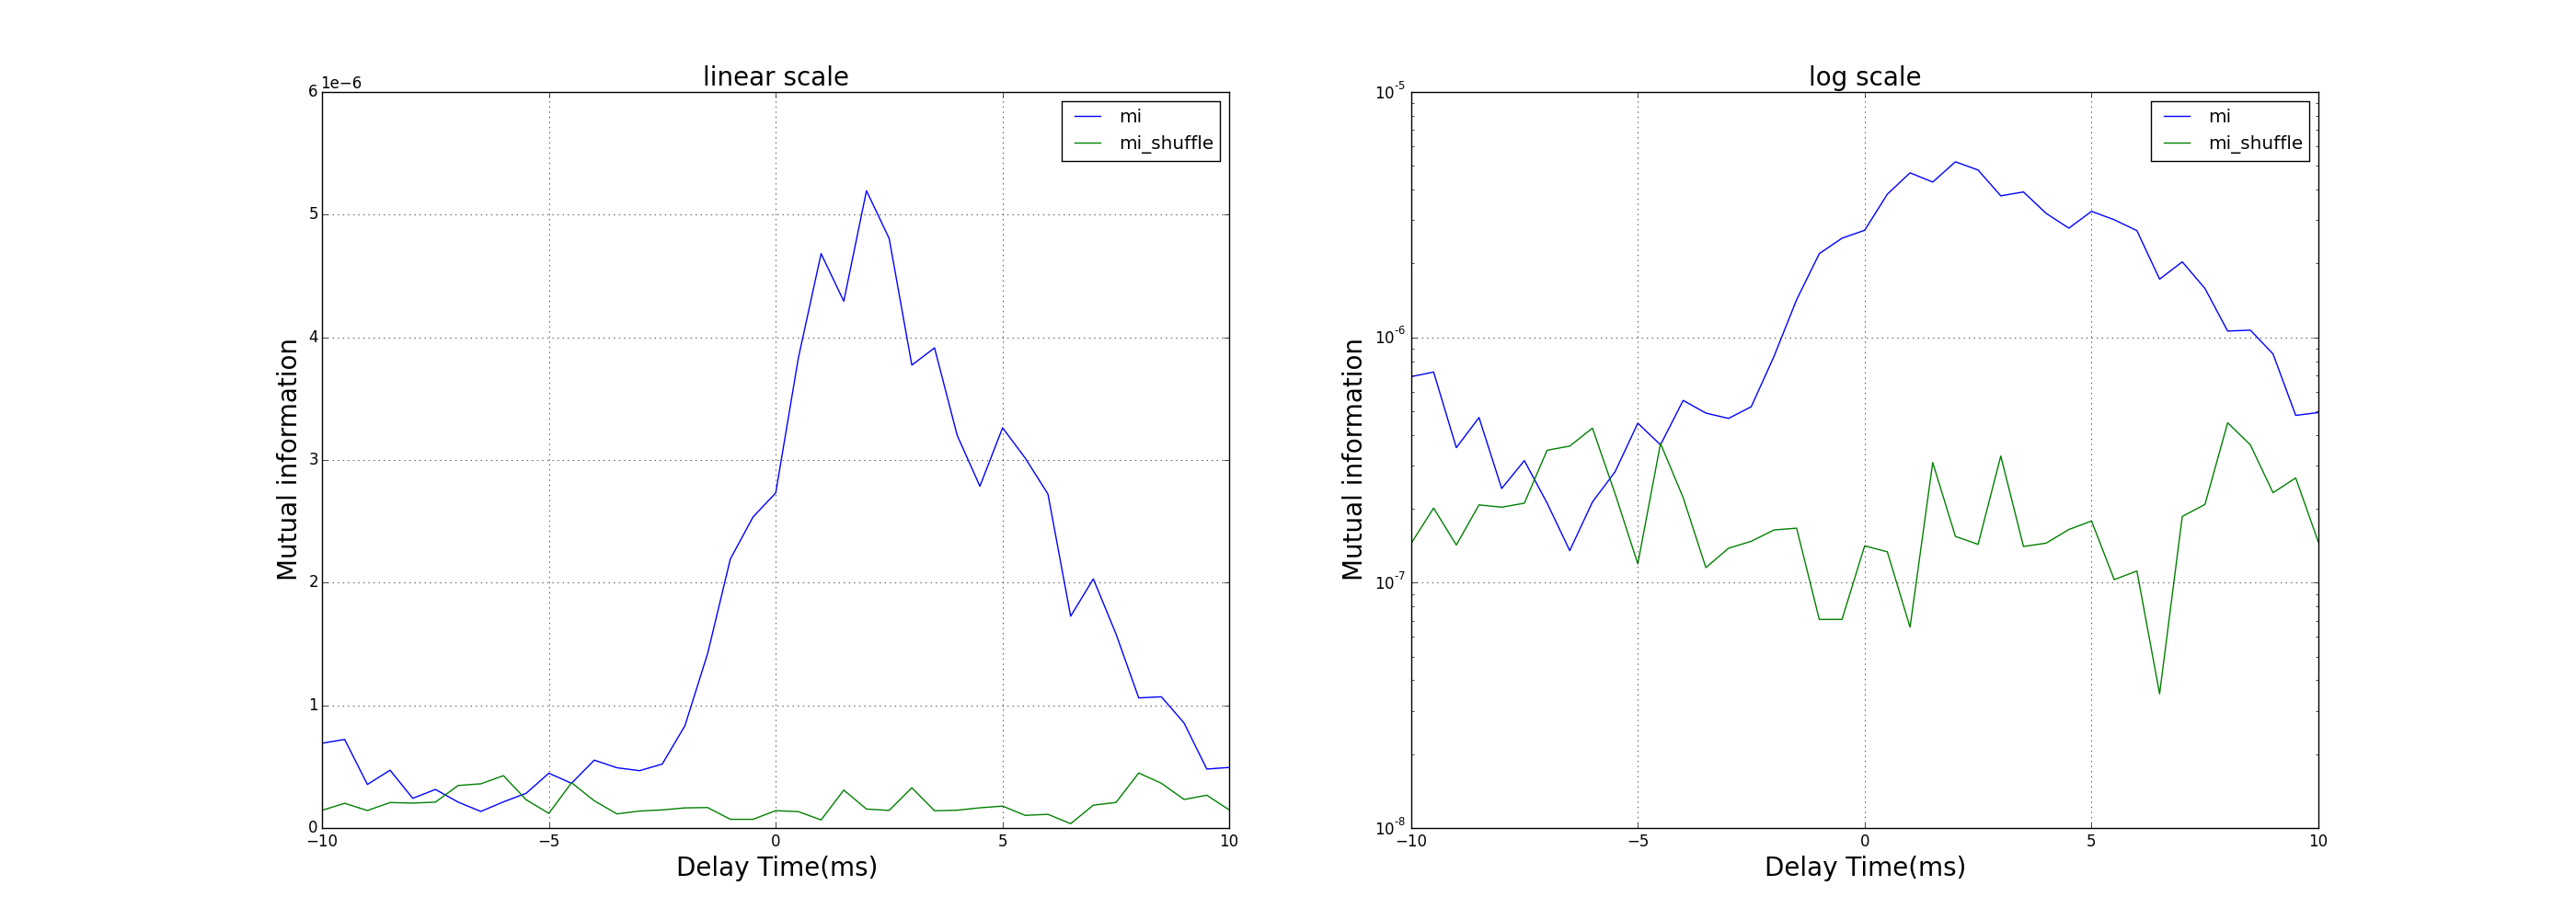 linear scale
1e−6
6
5
4
3
2
1
0
−10
−5
0
5
10
Mutual information
Delay Time(ms)
mi
mi_shuffle
log scale
10-5
10-6
10-7
10-8
−10
−5
0
5
10
Mutual information
Delay Time(ms)
mi
mi_shuffle